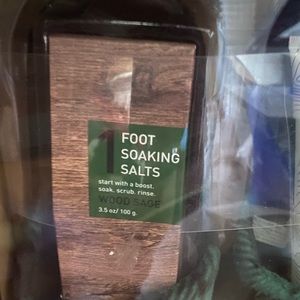 1
FOOT
SOAKING
SALTS
start with a boost.
soak. scrub. rinse.
WOOD SAGE
3.5 oz/ 100 g.